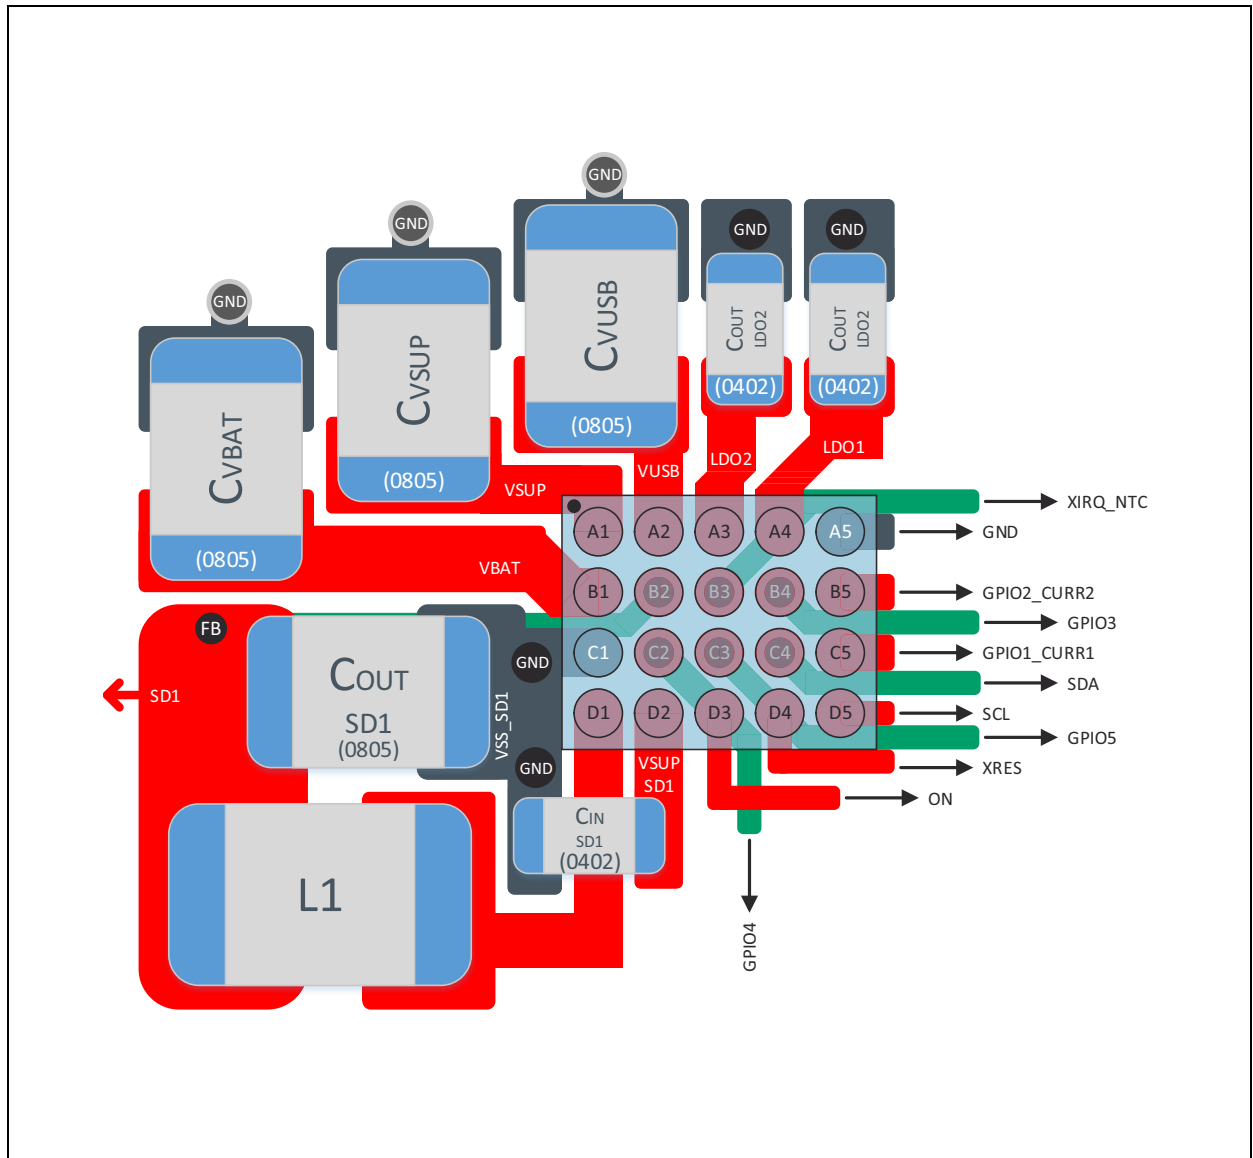 GND
GND
GND
GND
GND
CVBAT
(0805)
CVSUP
(0805)
CVUSB
(0805)
COUT
LDO2
(0402)
COUT
LDO2
(0402)
VUSB
LDO2
LDO1
VSUP
VBAT
A1 A2 A3 A4 A5
B1 B2 B3 B4 B5
C1 C2 C3 C4 C5
D1 D2 D3 D4 D5
XIRQ_NTC
GND
GPIO2_CURR2
GPIO3
GPIO1_CURR1
SDA
SCL
GPIO5
XRES
ON
GPIO4
FB
SD1
COUT
SD1
(0805)
VSS_SD1
GND
GND
VSUP
SD1
CIN
SD1
(0402)
L1